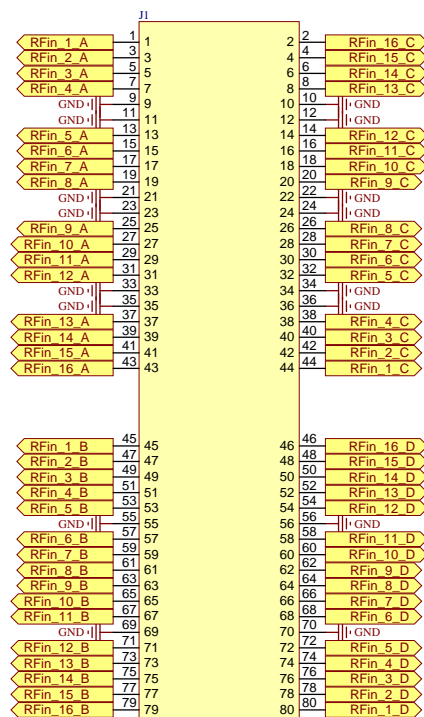 J1
RFin_1_A 1 1 2 2 RFin_16_C
RFin_2_A 3 3 4 4 RFin_15_C
RFin_3_A 5 5 6 6 RFin_14_C
RFin_4_A 7 7 8 8 RFin_13_C
GND 9 9 10 10 GND
GND 11 11 12 12 GND
RFin_5_A 13 13 14 14 RFin_12_C
RFin_6_A 15 15 16 16 RFin_11_C
RFin_7_A 17 17 18 18 RFin_10_C
RFin_8_A 19 19 20 20 RFin_9_C
GND 21 21 22 22 GND
GND 23 23 24 24 GND
RFin_9_A 25 25 26 26 RFin_8_C
RFin_10_A 27 27 28 28 RFin_7_C
RFin_11_A 29 29 30 30 RFin_6_C
RFin_12_A 31 31 32 32 RFin_5_C
GND 33 33 34 34 GND
GND 35 35 36 36 GND
RFin_13_A 37 37 38 38 RFin_4_C
RFin_14_A 39 39 40 40 RFin_3_C
RFin_15_A 41 41 42 42 RFin_2_C
RFin_16_A 43 43 44 44 RFin_1_C
RFin_1_B 45 45 46 46 RFin_16_D
RFin_2_B 47 47 48 48 RFin_15_D
RFin_3_B 49 49 50 50 RFin_14_D
RFin_4_B 51 51 52 52 RFin_13_D
RFin_5_B 53 53 54 54 RFin_12_D
GND 55 55 56 56 GND
RFin_6_B 57 57 58 58 RFin_11_D
RFin_7_B 59 59 60 60 RFin_10_D
RFin_8_B 61 61 62 62 RFin_9_D
RFin_9_B 63 63 64 64 RFin_8_D
RFin_10_B 65 65 66 66 RFin_7_D
RFin_11_B 67 67 68 68 RFin_6_D
GND 69 69 70 70 GND
RFin_12_B 71 71 72 72 RFin_5_D
RFin_13_B 73 73 74 74 RFin_4_D
RFin_14_B 75 75 76 76 RFin_3_D
RFin_15_B 77 77 78 78 RFin_2_D
RFin_16_B 79 79 80 80 RFin_1_D